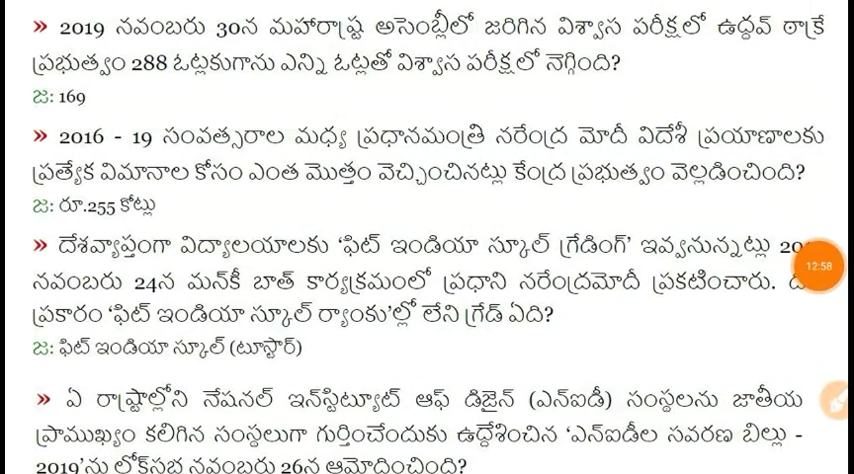 » 2019 నవంబరు 30న మహారాష్ట్ర అసెంబ్లీలో జరిగిన విశ్వాస పరీక్షలో ఉద్ధవ్ ఠాక్రే
ప్రభుత్వం 288 ఓట్లకుగాను ఎన్ని ఓట్లతో విశ్వాస పరీక్షలో నెగ్గింది?
జ: 169
» 2016 - 19 సంవత్సరాల మధ్య ప్రధానమంత్రి నరేంద్ర మోదీ విదేశీ ప్రయాణాలకు
ప్రత్యేక విమానాల కోసం ఎంత మొత్తం వెచ్చించినట్లు కేంద్ర ప్రభుత్వం వెల్లడించింది?
జ: రూ.255 కోట్లు
» దేశవ్యాప్తంగా విద్యాలయాలకు 'ఫిట్ ఇండియా స్కూల్ గ్రేడింగ్' ఇవ్వనున్నట్లు
12:58
నవంబరు 24న మన్‌కీ బాత్ కార్యక్రమంలో ప్రధాని నరేంద్రమోదీ ప్రకటించారు.
ప్రకారం 'ఫిట్ ఇండియా స్కూల్ ర్యాంకు'ల్లో లేని గ్రేడ్ ఏది?
జ: ఫిట్ ఇండియా స్కూల్ (టూస్టార్)
» ఏ రాష్ట్రాల్లోని నేషనల్ ఇన్‌స్టిట్యూట్ ఆఫ్ డిజైన్ (ఎన్ఐడీ) సంస్థలను జాతీయ
ప్రాముఖ్యం కలిగిన సంస్థలుగా గుర్తించేందుకు ఉద్దేశించిన 'ఎన్ఐడీల సవరణ బిల్లు -
2019'ను లోక్‌సభ నవంబరు 26న ఆమోదించింది?